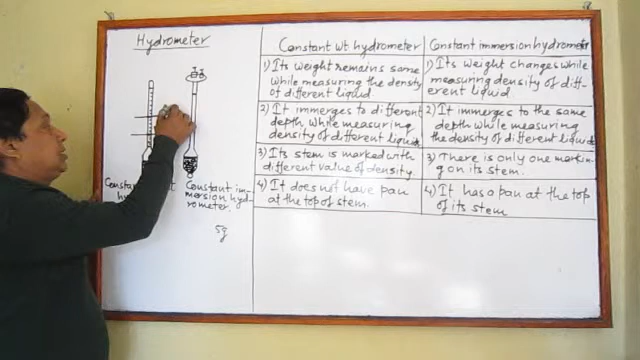 Hydrometer
Constant
hy
Constant im-
mersion hyd-
rometer.
5g
Constant wt hydrometer
1) Its weight remains same
while measuring the density
of different liquid.
2) It immerges to different
depth while measuring
density of different liquid.
3) Its stem is marked with
different value of density.
4) It does not have pan
at the top of stem.
Constant immersion hydrometer
1) Its weight changes while
measuring density of diff-
erent liquid.
2) It immerges to the same
depth while measuring
the density of different liquid
3) There is only one marki-
ng on its stem.
4) It has a pan at the top
of its stem